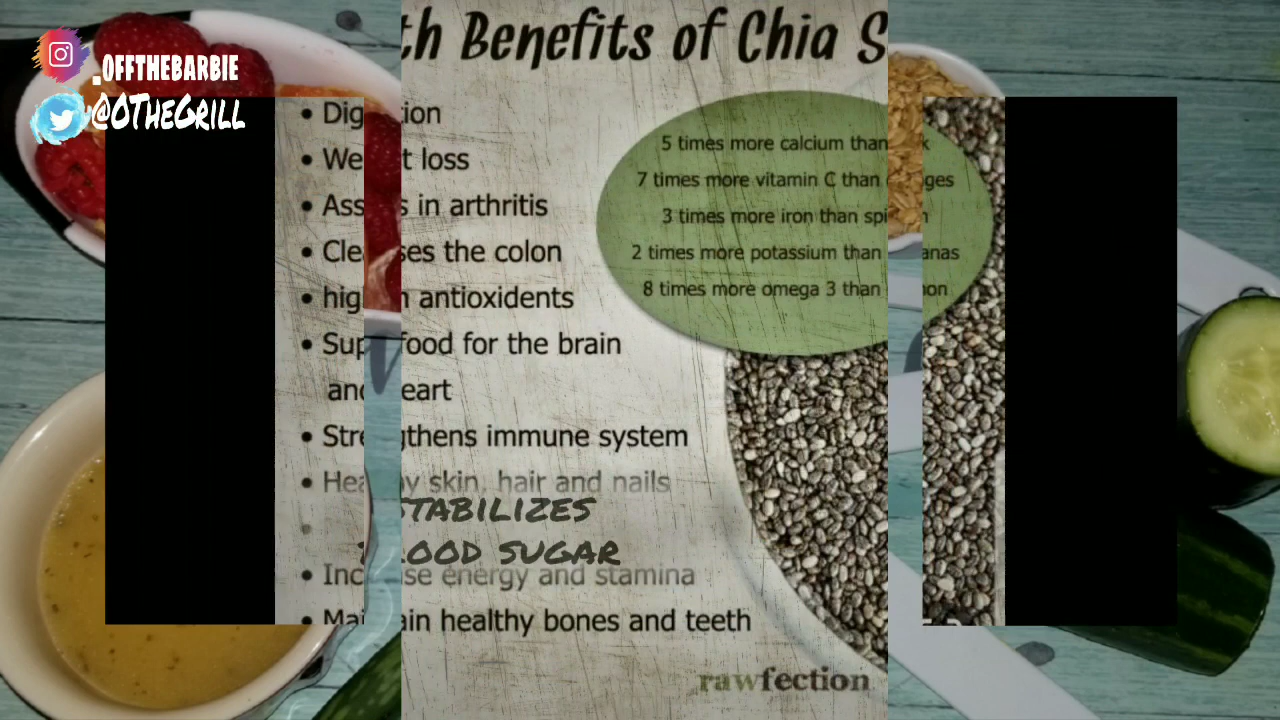 .OFFTHEBARBIE
@OTheGrill
th Benefits of Chia S
• Dig tion
• We t loss
• Ass s in arthritis
• Cle ses the colon
• hig n antioxidents
• Sup food for the brain
and eart
• Stre gthens immune system
• Hea y skin, hair and nails
STABILIZES
OOD SUGAR
• Inc se energy and stamina
• Mai ain healthy bones and teeth
5 times more calcium than k
7 times more vitamin C than ges
3 times more iron than spi
2 times more potassium than anas
8 times more omega 3 than on
rawfection